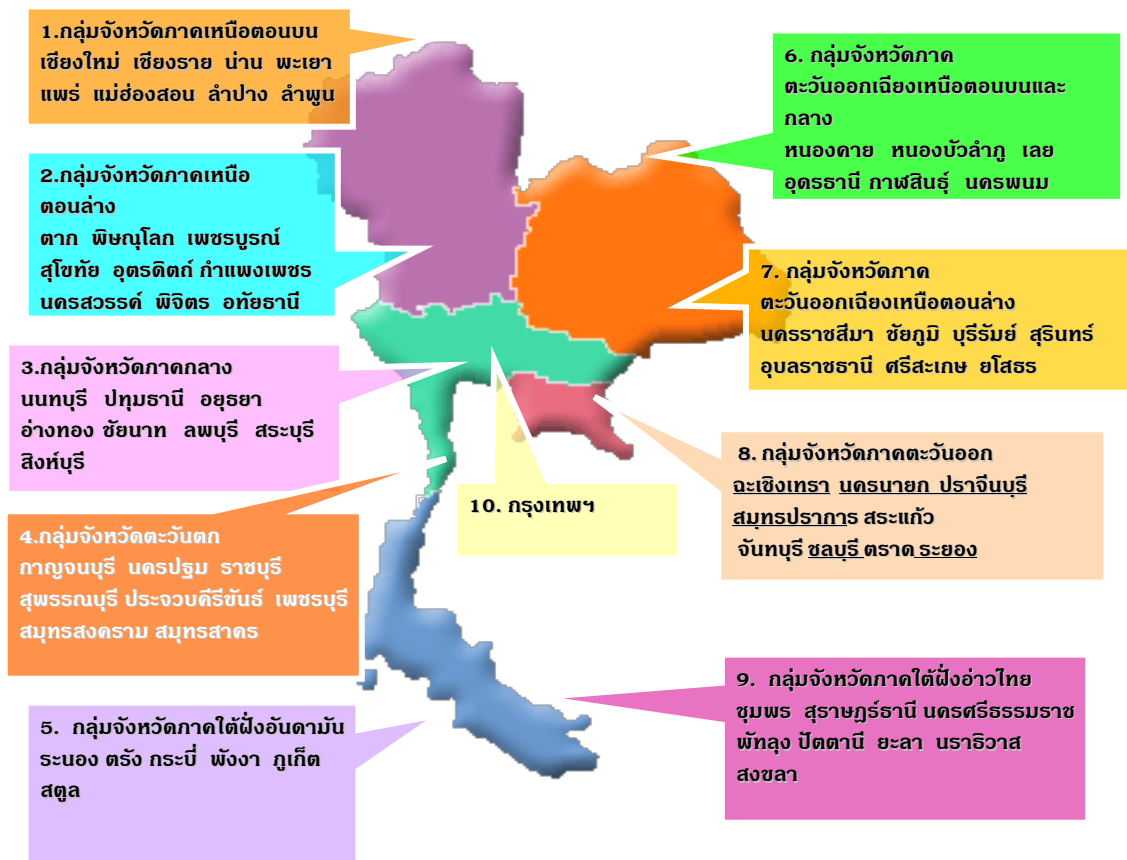 1.กลุ่มจังหวัดภาคเหนือตอนบน
เชียงใหม่ เชียงราย น่าน พะเยา
แพร่ แม่ฮ่องสอน ลำปาง ลำพูน
2.กลุ่มจังหวัดภาคเหนือ
ตอนล่าง
ตาก พิษณุโลก เพชรบูรณ์
สุโขทัย อุตรดิตถ์ กำแพงเพชร
นครสวรรค์ พิจิตร อทัยธานี
3.กลุ่มจังหวัดภาคกลาง
นนทบุรี ปทุมธานี อยุธยา
อ่างทอง ชัยนาท ลพบุรี สระบุรี
สิงห์บุรี
4.กลุ่มจังหวัดตะวันตก
กาญจนบุรี นครปฐม ราชบุรี
สุพรรณบุรี ประจวบคีรีขันธ์ เพชรบุรี
สมุทรสงคราม สมุทรสาคร
5. กลุ่มจังหวัดภาคใต้ฝั่งอันดามัน
ระนอง ตรัง กระบี่ พังงา ภูเก็ต
สตูล
6. กลุ่มจังหวัดภาค
ตะวันออกเฉียงเหนือตอนบนและ
กลาง
หนองคาย หนองบัวลำภู เลย
อุดรธานี กาฬสินธุ์ นครพนม
7. กลุ่มจังหวัดภาค
ตะวันออกเฉียงเหนือตอนล่าง
นครราชสีมา ชัยภูมิ บุรีรัมย์ สุรินทร์
อุบลราชธานี ศรีสะเกษ ยโสธร
8. กลุ่มจังหวัดภาคตะวันออก
ฉะเชิงเทรา นครนายก ปราจีนบุรี
สมุทรปราการ สระแก้ว
จันทบุรี ชลบุรี ตราด ระยอง
9. กลุ่มจังหวัดภาคใต้ฝั่งอ่าวไทย
ชุมพร สุราษฎร์ธานี นครศรีธรรมราช
พัทลุง ปัตตานี ยะลา นราธิวาส
สงขลา
10. กรุงเทพฯ